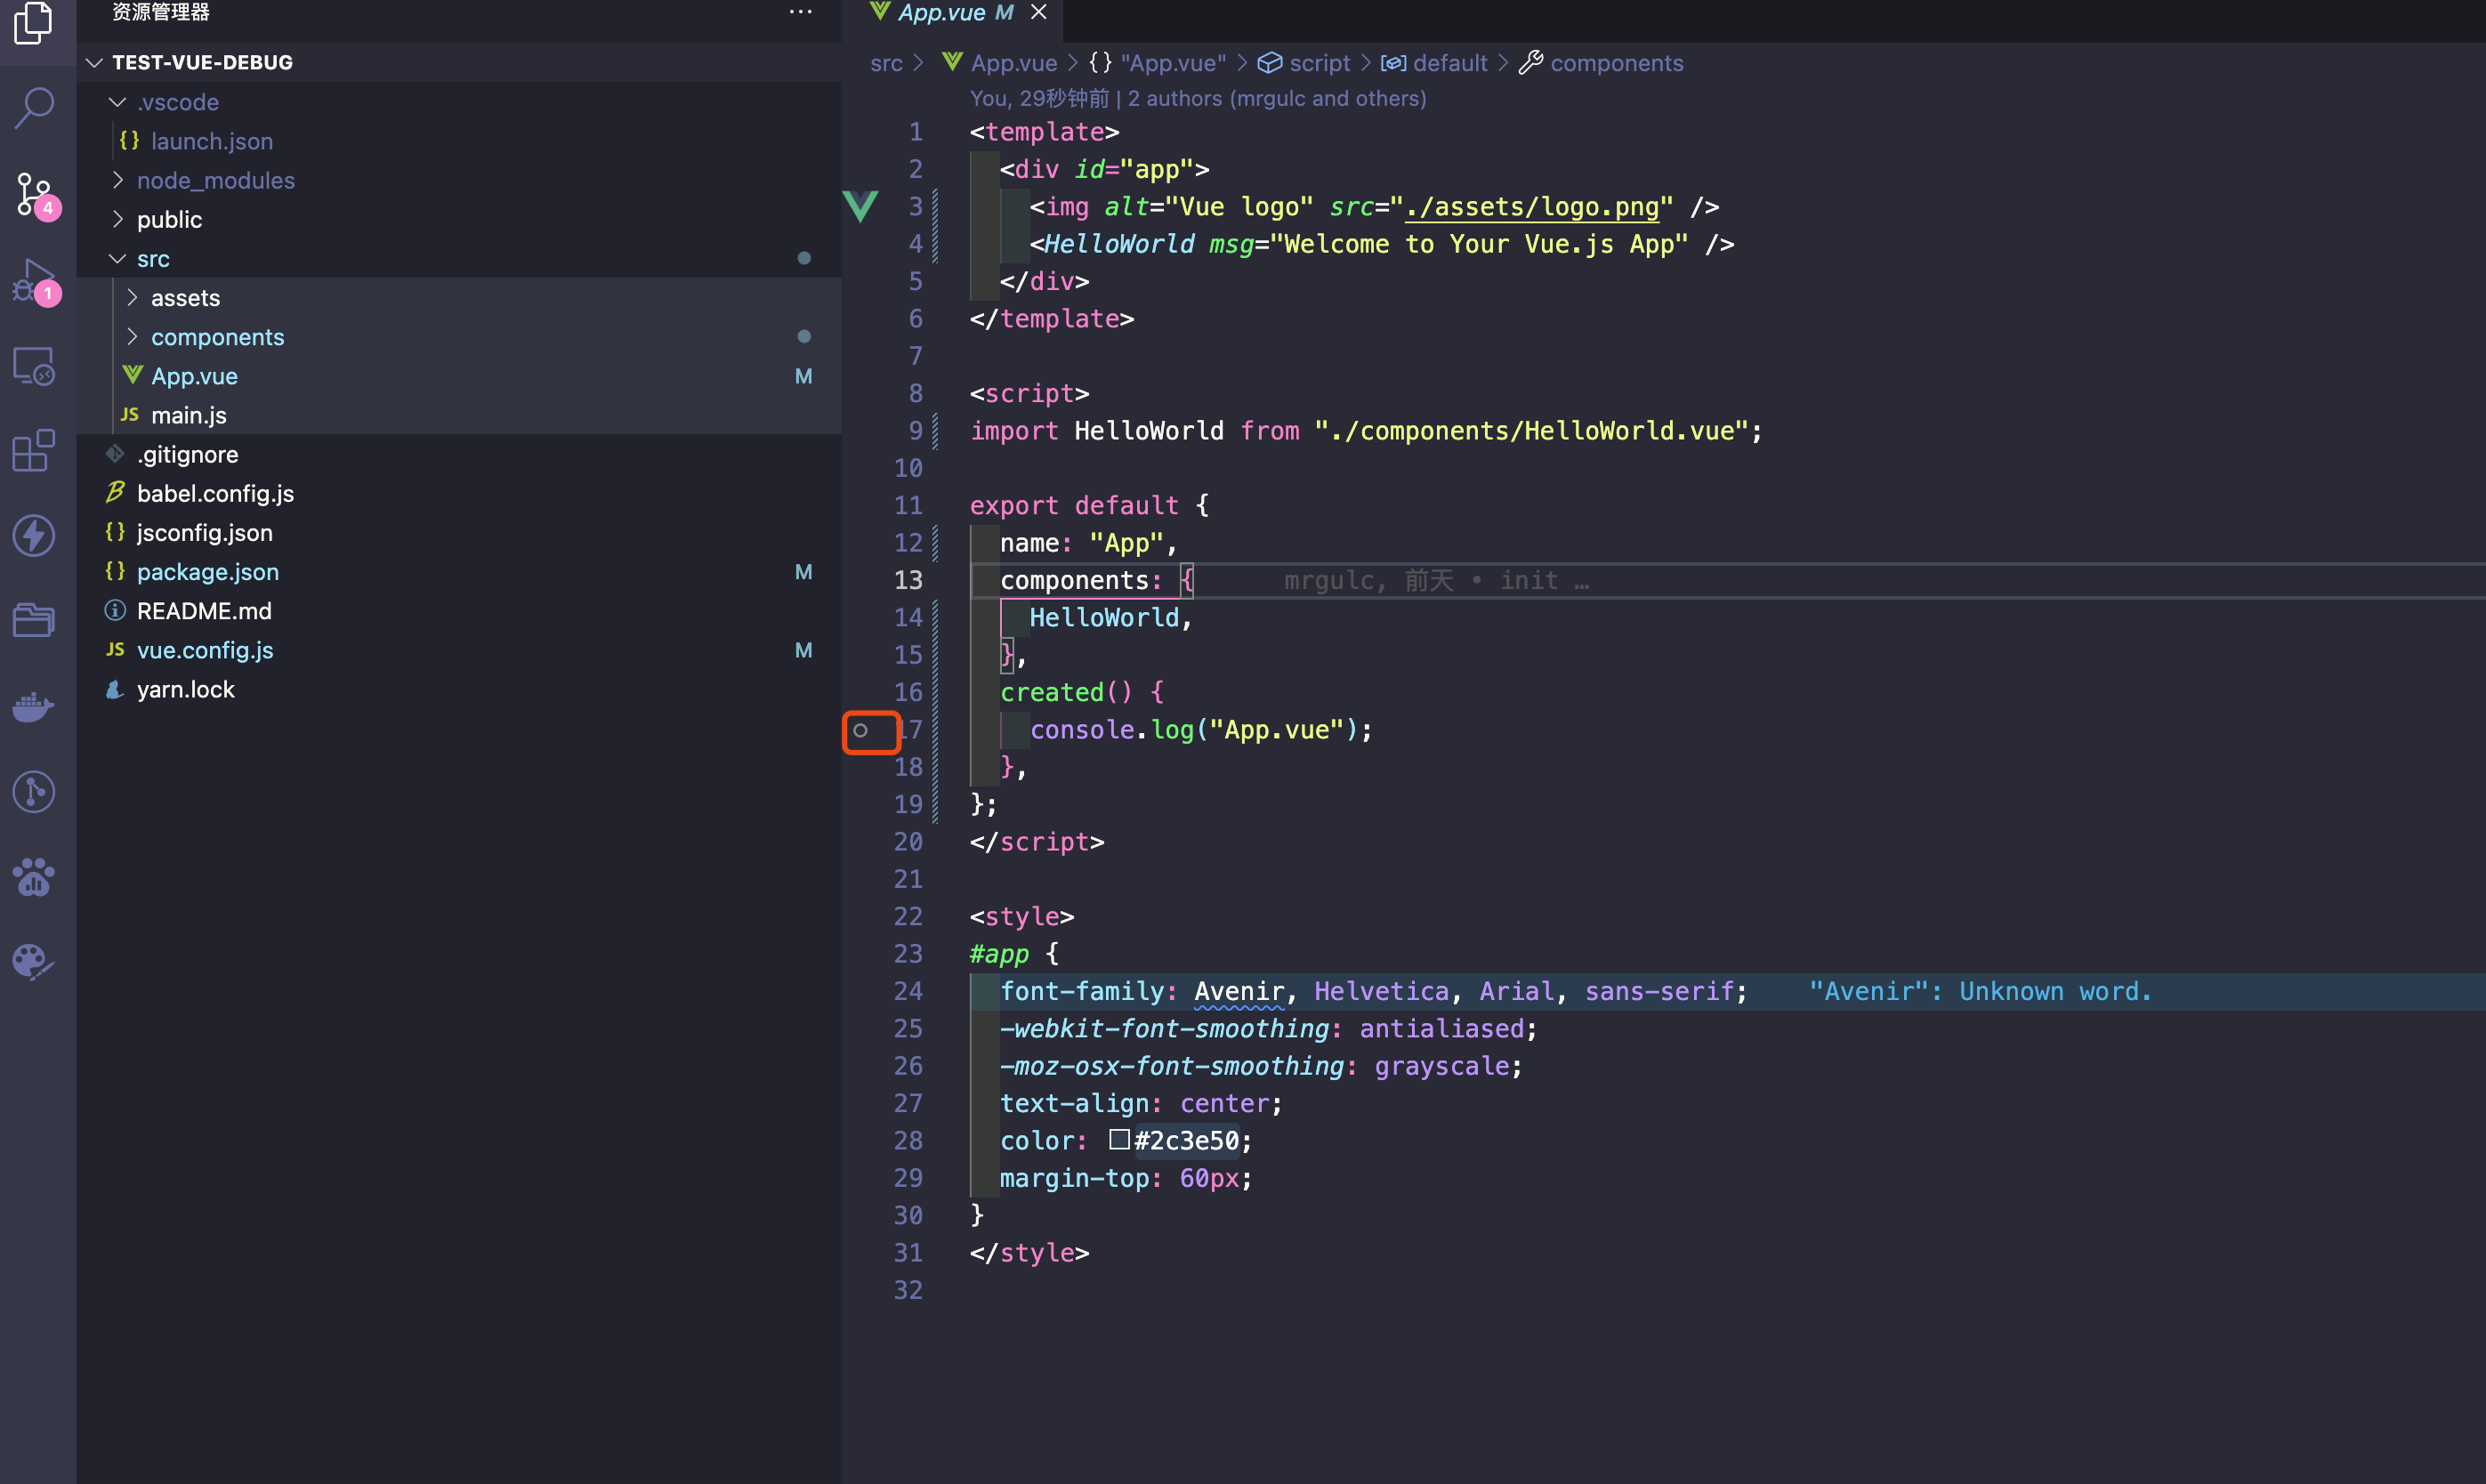 资源管理器
TEST-VUE-DEBUG
.vscode
{} launch.json
node_modules
public
src
assets
components
App.vue M
JS main.js
.gitignore
babel.config.js
{} jsconfig.json
{} package.json M
README.md
JS vue.config.js M
yarn.lock
4
1
App.vue M
src > App.vue > {} "App.vue" > script > default > components
You, 29秒钟前 | 2 authors (mrgulc and others)
1 <template>
2 <div id="app">
3 <img alt="Vue logo" src="./assets/logo.png" />
4 <HelloWorld msg="Welcome to Your Vue.js App" />
5 </div>
6 </template>
7
8 <script>
9 import HelloWorld from "./components/HelloWorld.vue";
10
11 export default {
12 name: "App",
13 components: { mrgulc, 前天 • init …
14 HelloWorld,
15 },
16 created() {
17 console.log("App.vue");
18 },
19 };
20 </script>
21
22 <style>
23 #app {
24 font-family: Avenir, Helvetica, Arial, sans-serif; "Avenir": Unknown word.
25 -webkit-font-smoothing: antialiased;
26 -moz-osx-font-smoothing: grayscale;
27 text-align: center;
28 color: #2c3e50;
29 margin-top: 60px;
30 }
31 </style>
32